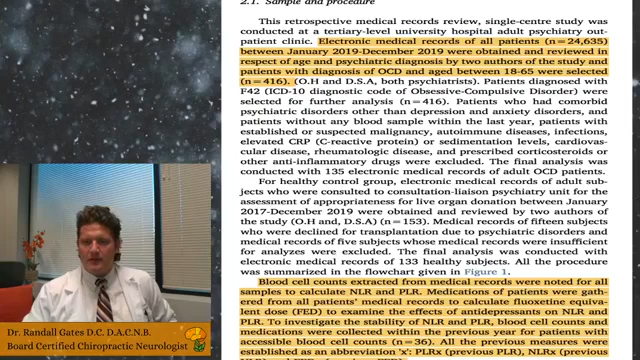 2.1. Sample and procedure
This retrospective medical records review, single-centre study was
conducted at a tertiary-level university hospital adult psychiatry out-
patient clinic. Electronic medical records of all patients (n = 24,635)
between January 2019-December 2019 were obtained and reviewed in
respect of age and psychiatric diagnosis by two authors of the study and
patients with diagnosis of OCD and aged between 18-65 were selected
(n = 416). (O.H and D.S.A, both psychiatrists). Patients diagnosed with
F42 (ICD-10 diagnostic code of Obsessive-Compulsive Disorder) were
selected for further analysis (n = 416). Patients who had comorbid
psychiatric disorders other than depression and anxiety disorders, and
patients without any blood sample within the last year, patients with
established or suspected malignancy, autoimmune diseases, infections,
elevated CRP (C-reactive protein) or sedimentation levels, cardiovas-
cular disease, rheumatologic disease, and prescribed corticosteroids or
other anti-inflammatory drugs were excluded. The final analysis was
conducted with 135 electronic medical records of adult OCD patients.
For healthy control group, electronic medical records of adult sub-
jects who were consulted to consultation-liaison psychiatry unit for the
assessment of appropriateness for live organ donation between January
2017-December 2019 were obtained and reviewed by two authors of
the study (O.H and, D.S.A) (n = 153). Medical records of fifteen subjects
who were declined for transplantation due to psychiatric disorders and
medical records of five subjects whose medical records were insufficient
for analyzes were excluded. The final analysis was conducted with
electronic medical records of 133 healthy subjects. All the procedure
was summarized in the flowchart given in Figure 1.
Blood cell counts extracted from medical records were noted for all
samples to calculate NLR and PLR. Medications of patients were gath-
ered from all patients' medical records to calculate fluoxetine equiva-
lent dose (FED) to examine the effects of antidepressants on NLR and
PLR. To investigate the stability of NLR and PLR, blood cell counts and
medications were collected within the previous year for patients with
accessible blood cell counts (n = 36). All the previous measures were
established as an abbreviation 'x': PLRx (previous PLR), NLRx (previous
Dr. Randall Gates D.C. D.A.C.N.B.
Board Certified Chiropractic Neurologist